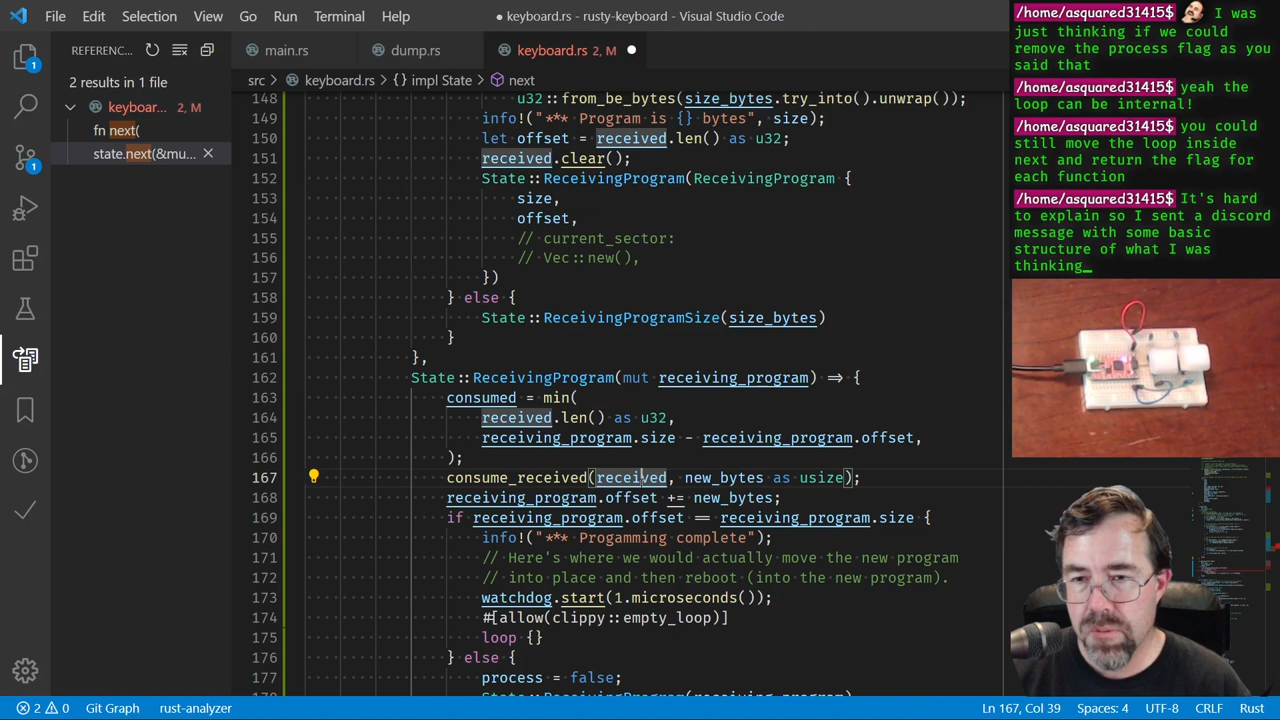 File Edit Selection View Go Run Terminal Help
● keyboard.rs - rusty-keyboard - Visual Studio Code
REFERENC...
main.rs
dump.rs
keyboard.rs 2, M
2 results in 1 file
keyboar... 2, M
fn next(
state.next(&mu...
src > keyboard.rs > {} impl State > next
148 u32::from_be_bytes(size_bytes.try_into().unwrap());
149 info!("*** Program is {} bytes", size);
150 let offset = received.len() as u32;
151 received.clear();
152 State::ReceivingProgram(ReceivingProgram {
153 size,
154 offset,
155 // current_sector:
156 // Vec::new(),
157 })
158 } else {
159 State::ReceivingProgramSize(size_bytes)
160 }
161 },
162 State::ReceivingProgram(mut receiving_program) => {
163 consumed = min(
164 received.len() as u32,
165 receiving_program.size - receiving_program.offset,
166 );
167 consume_received(received, new_bytes as usize);
168 receiving_program.offset += new_bytes;
169 if receiving_program.offset == receiving_program.size {
170 info!("*** Progamming complete");
171 // Here's where we would actually move the new program
172 // into place and then reboot (into the new program).
173 watchdog.start(1.microseconds());
174 #[allow(clippy::empty_loop)]
175 loop {}
176 } else {
177 process = false;
178 State::ReceivingProgram(receiving_program)
/home/asquared31415$ I was
just thinking if we could
remove the process flag as you
said that
/home/asquared31415$ yeah the
loop can be internal!
/home/asquared31415$ you could
still move the loop inside
next and return the flag for
each function
/home/asquared31415$ It's hard
to explain so I sent a discord
message with some basic
structure of what I was
thinking_
2 0 Git Graph rust-analyzer
Ln 167, Col 39 Spaces: 4 UTF-8 CRLF Rust